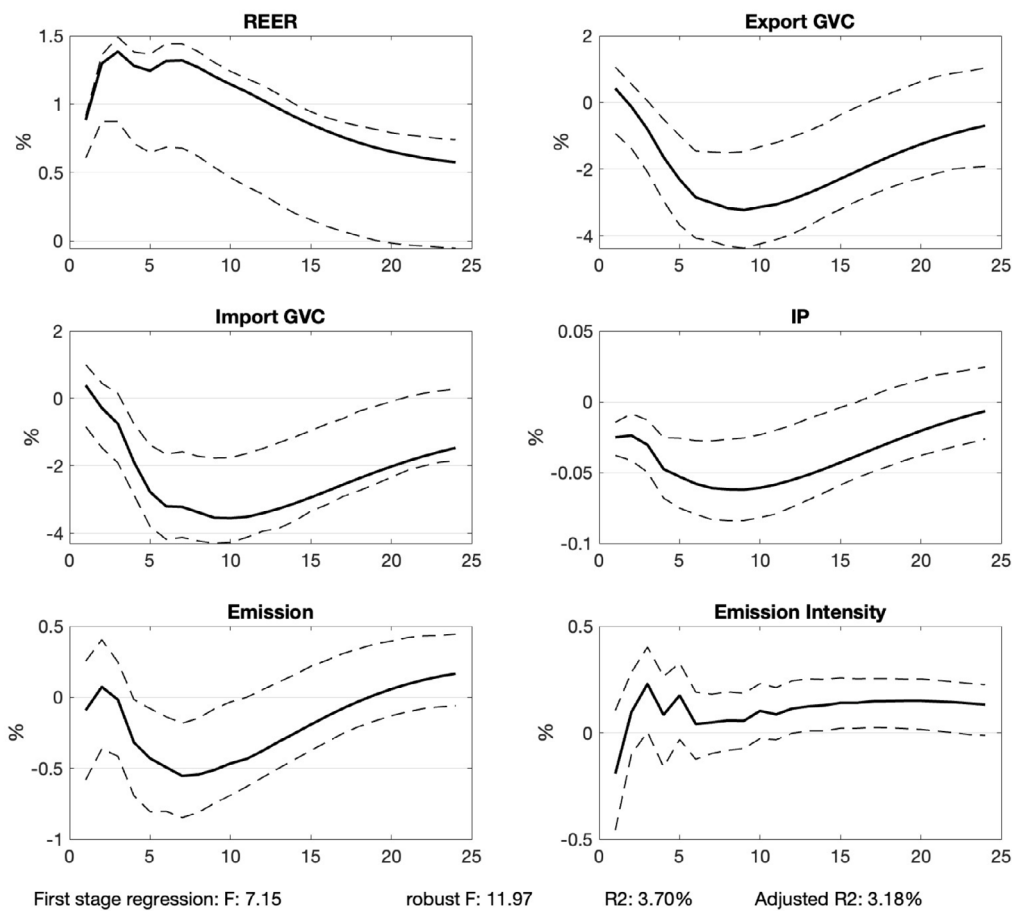 REER
Export GVC
1.5
1
0.5
0
%
0 5 10 15 20 25
2
0
-2
-4
%
0 5 10 15 20 25
Import GVC
IP
2
0
-2
-4
%
0 5 10 15 20 25
0.05
0
-0.05
-0.1
%
0 5 10 15 20 25
Emission
Emission Intensity
0.5
0
-0.5
-1
%
0 5 10 15 20 25
0.5
0
-0.5
%
0 5 10 15 20 25
First stage regression: F: 7.15 robust F: 11.97 R2: 3.70% Adjusted R2: 3.18%